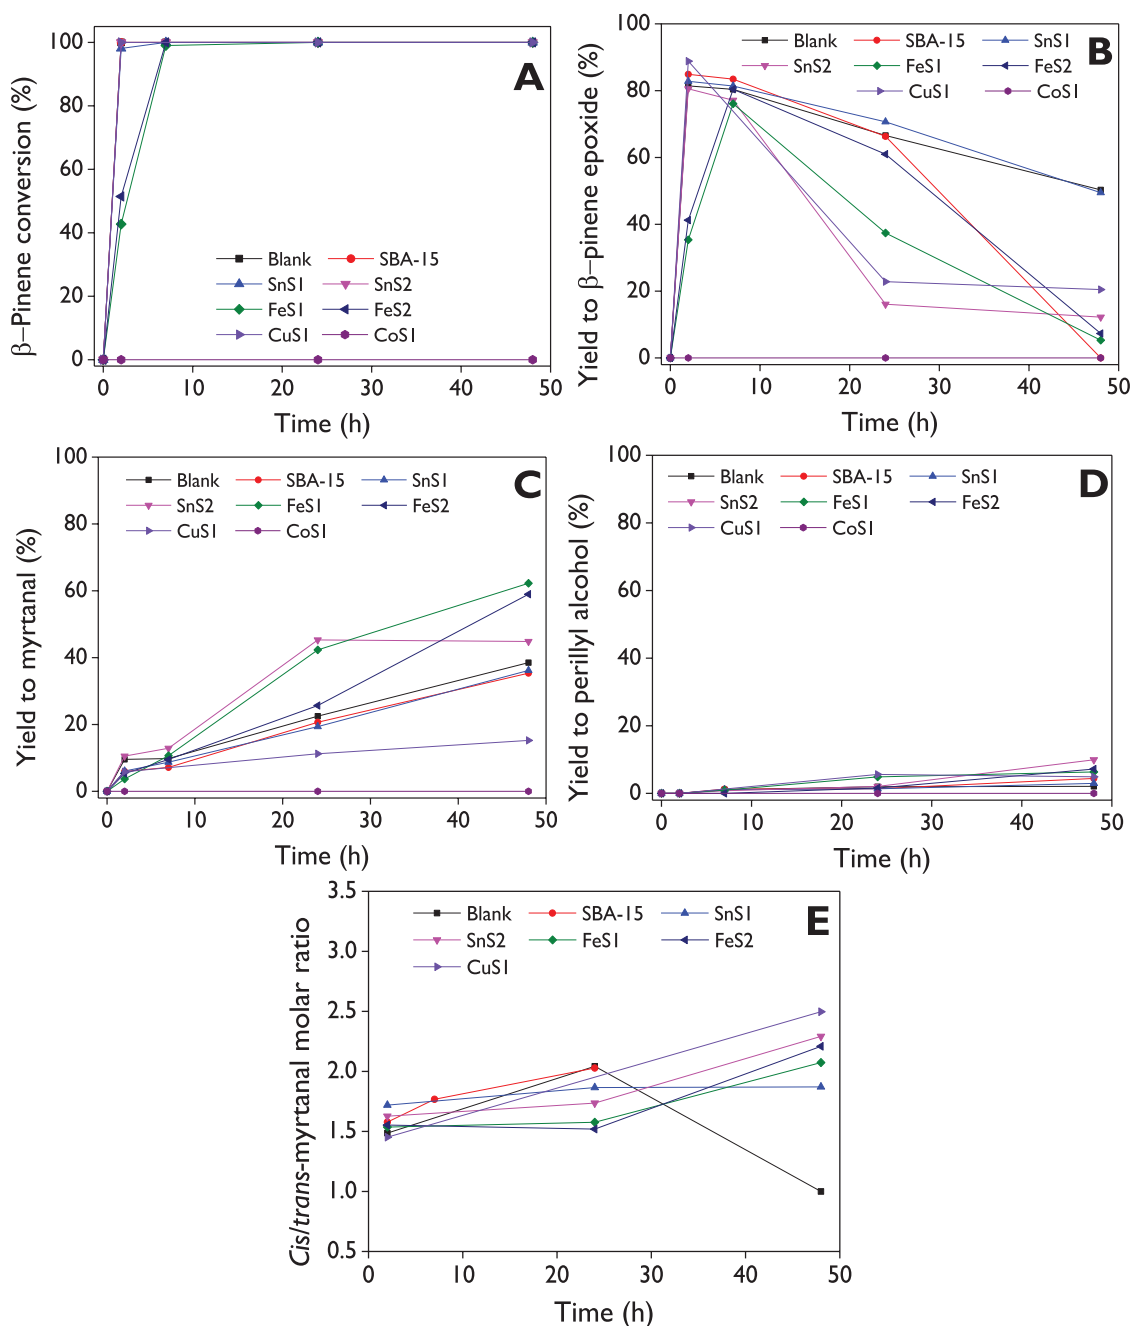 A
β–Pinene conversion (%)
100
80
60
40
20
0
Blank SBA-15
SnS1 SnS2
FeS1 FeS2
CuS1 CoS1
0 10 20 30 40 50
Time (h)
B
Yield to β–pinene epoxide (%)
100
80
60
40
20
0
Blank SBA-15 SnS1
SnS2 FeS1 FeS2
CuS1 CoS1
0 10 20 30 40 50
Time (h)
C
Yield to myrtanal (%)
100
80
60
40
20
0
Blank SBA-15 SnS1
SnS2 FeS1 FeS2
CuS1 CoS1
0 10 20 30 40 50
Time (h)
D
Yield to perillyl alcohol (%)
100
80
60
40
20
0
Blank SBA-15 SnS1
SnS2 FeS1 FeS2
CuS1 CoS1
0 10 20 30 40 50
Time (h)
E
Cis/trans-myrtanal molar ratio
3.5
3.0
2.5
2.0
1.5
1.0
0.5
Blank SBA-15 SnS1
SnS2 FeS1 FeS2
CuS1
0 10 20 30 40 50
Time (h)